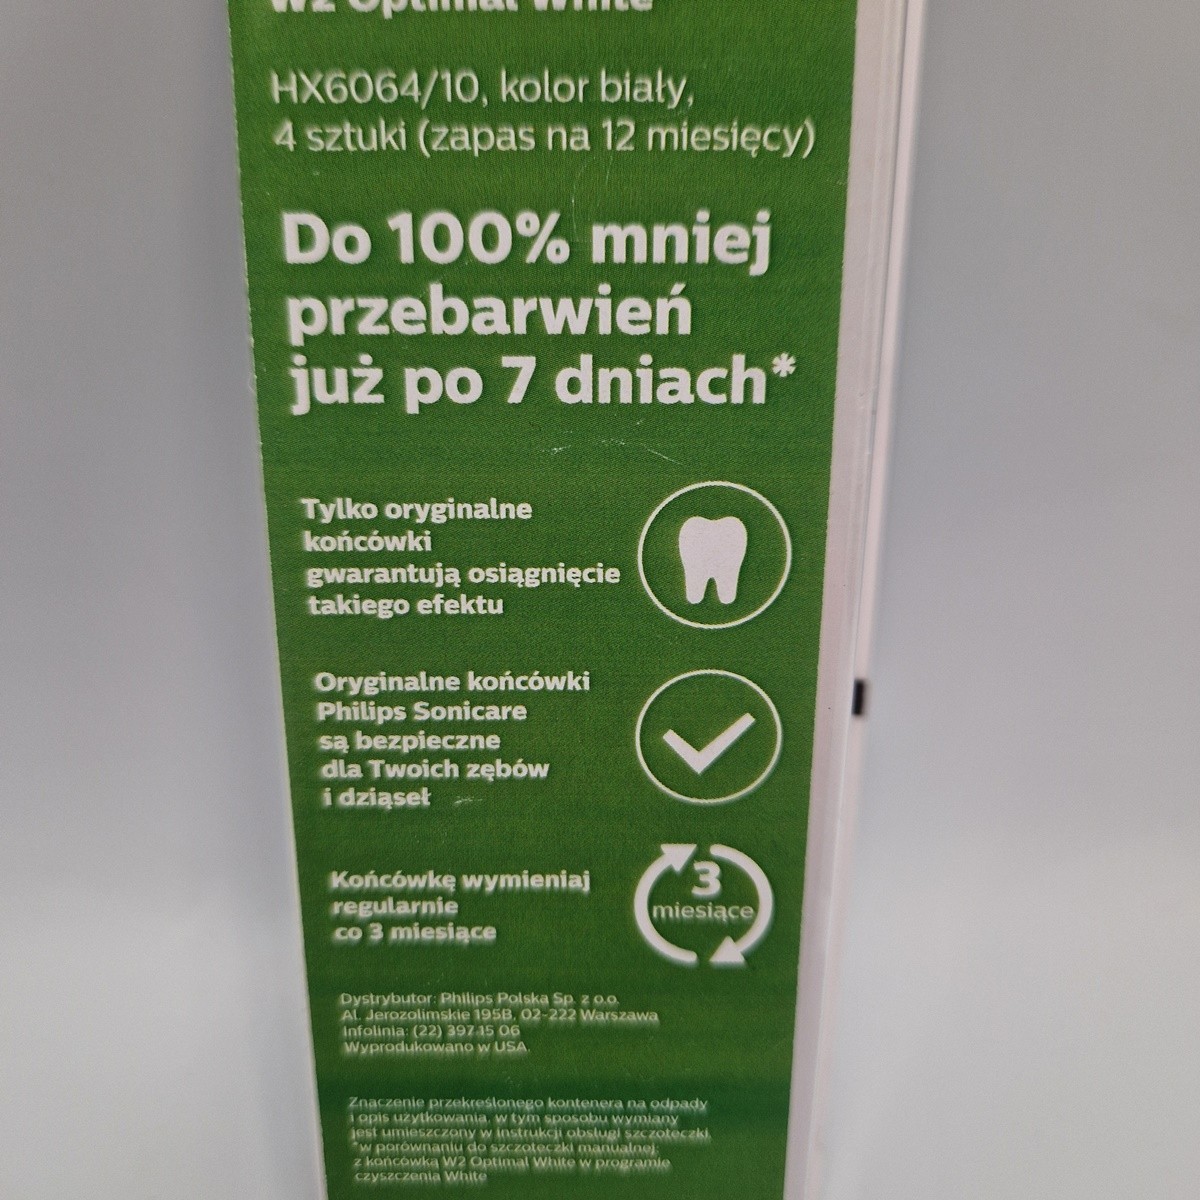 W2 Optimal White
HX6064/10, kolor biały,
4 sztuki (zapas na 12 miesięcy)
Do 100% mniej
przebarwień
już po 7 dniach*
Tylko oryginalne
końcówki
gwarantują osiągnięcie
takiego efektu
Oryginalne końcówki
Philips Sonicare
są bezpieczne
dla Twoich zębów
i dziąseł
Końcówkę wymieniaj
regularnie
co 3 miesiące
3
miesiące
Dystrybutor: Philips Polska Sp. z o.o.
Al. Jerozolimskie 195B, 02-222 Warszawa
Infolinia: (22) 397 15 06
Wyprodukowano w USA.
Znaczenie przekreślonego kontenera na odpady
i opis użytkowania, w tym sposobu wymiany
jest umieszczony w instrukcji obsługi szczoteczki.
*w porównaniu do szczoteczki manualnej;
z końcówką W2 Optimal White w programie
czyszczenia White